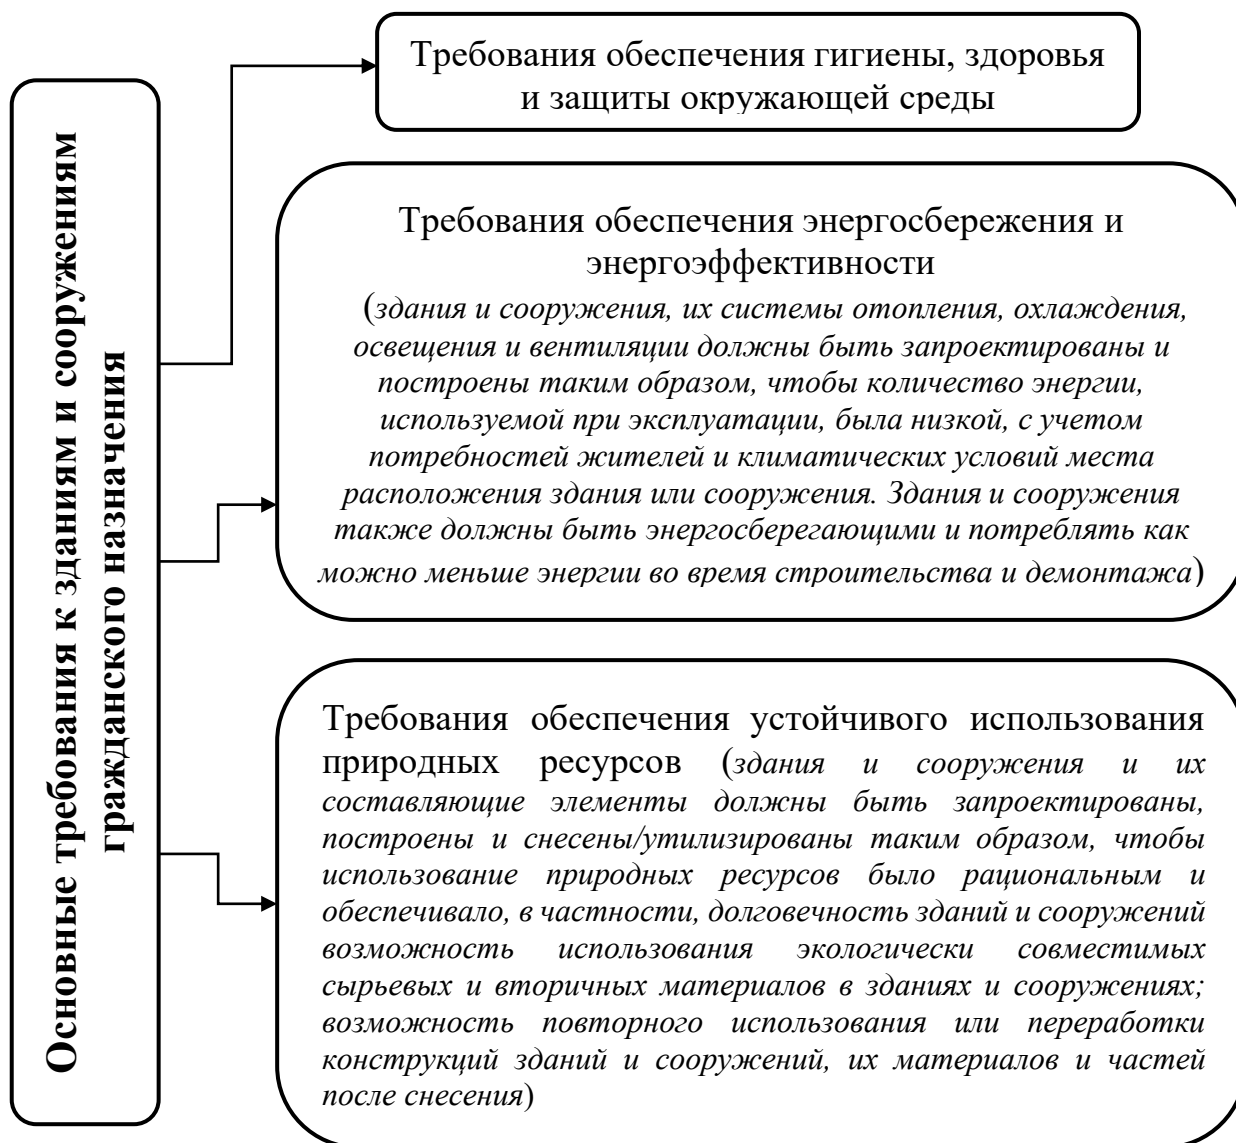 Основные требования к зданиям и сооружениям
гражданского назначения
Требования обеспечения гигиены, здоровья
и защиты окружающей среды
Требования обеспечения энергосбережения и
энергоэффективности
(здания и сооружения, их системы отопления, охлаждения,
освещения и вентиляции должны быть запроектированы и
построены таким образом, чтобы количество энергии,
используемой при эксплуатации, была низкой, с учетом
потребностей жителей и климатических условий места
расположения здания или сооружения. Здания и сооружения
также должны быть энергосберегающими и потреблять как
можно меньше энергии во время строительства и демонтажа)
Требования обеспечения устойчивого использования
природных ресурсов (здания и сооружения и их
составляющие элементы должны быть запроектированы,
построены и снесены/утилизированы таким образом, чтобы
использование природных ресурсов было рациональным и
обеспечивало, в частности, долговечность зданий и сооружений
возможность использования экологически совместимых
сырьевых и вторичных материалов в зданиях и сооружениях;
возможность повторного использования или переработки
конструкций зданий и сооружений, их материалов и частей
после снесения)